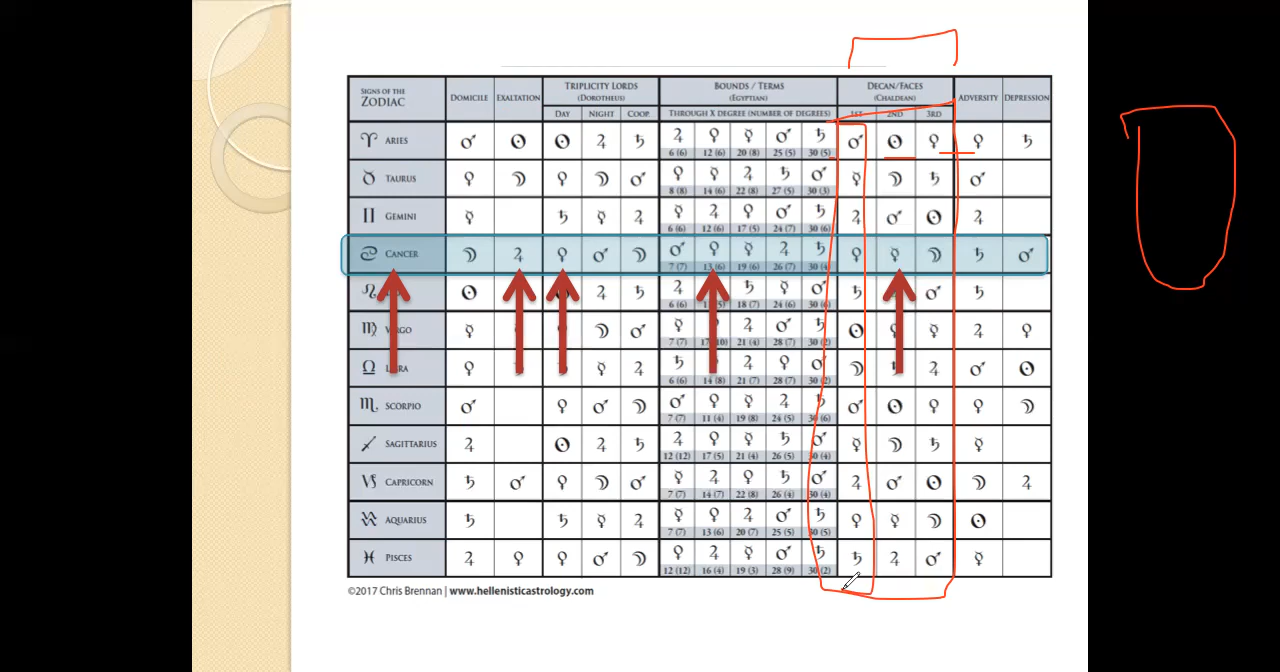 SIGNS OF THE ZODIAC DOMICILE EXALTATION TRIPLICITY LORDS (DOROTHEUS) BOUNDS / TERMS (EGYPTIAN) DECAN/FACES (CHALDEAN) ADVERSITY DEPRESSION
DAY NIGHT COOP. THROUGH X DEGREE (NUMBER OF DEGREES) 1ST 2ND 3RD
♈ ARIES ♂ ☉ ☉ ♃ ♄ ♃ ♀ ☿ ♂ ♄ ♂ ☉ ♀ ♀ ♄
6 (6) 12 (6) 20 (8) 25 (5) 30 (5)
♉ TAURUS ♀ ☽ ♀ ☽ ♂ ♀ ☿ ♃ ♄ ♂ ☿ ☽ ♄ ♂
8 (8) 14 (6) 22 (8) 27 (5) 30 (3)
♊ GEMINI ☿ ♄ ☿ ♃ ☿ ♃ ♀ ♂ ♄ ♃ ♂ ☉ ♃
6 (6) 12 (6) 17 (5) 24 (7) 30 (6)
♋ CANCER ☽ ♃ ♀ ♂ ☽ ♂ ♀ ☿ ♃ ♄ ♀ ☿ ☽ ♄ ♂
7 (7) 13 (6) 19 (6) 26 (7) 30 (4)
♌ ☉ ♃ ♄ ♃ ♄ ☿ ♂ ♄ ♂ ♄
6 (6) 18 (7) 24 (6) 30 (6)
♍ VIRGO ☿ ☽ ♂ ☿ ♃ ♂ ♄ ☉ ☿ ♃ ♀
7 (7) 21 (4) 28 (7) 30 (2)
♎ LIBRA ♀ ☿ ♃ ♄ ♃ ♀ ♂ ☽ ♃ ♂ ☉
6 (6) 14 (8) 21 (7) 28 (7) 30 (2)
♏ SCORPIO ♂ ♀ ♂ ☽ ♂ ♀ ☿ ♃ ♄ ♂ ☉ ♀ ♀ ☽
7 (7) 11 (4) 19 (8) 24 (5) 30 (6)
♐ SAGITTARIUS ♃ ☉ ♃ ♄ ♃ ♀ ☿ ♄ ♂ ☿ ☽ ♄ ☿
12 (12) 17 (5) 21 (4) 26 (5) 30 (4)
♑ CAPRICORN ♄ ♂ ♀ ☽ ♂ ☿ ♃ ♀ ♄ ♂ ♃ ♂ ☉ ☽ ♃
7 (7) 14 (7) 22 (8) 26 (4) 30 (4)
♒ AQUARIUS ♄ ♄ ☿ ♃ ☿ ♀ ♃ ♂ ♄ ♀ ☿ ☽ ☉
7 (7) 13 (6) 20 (7) 25 (5) 30 (5)
♓ PISCES ♃ ♀ ♀ ♂ ☽ ♀ ♃ ☿ ♂ ♄ ♄ ♃ ♂ ☿
12 (12) 16 (4) 19 (3) 28 (9) 30 (2)
©2017 Chris Brennan | www.hellenisticastrology.com